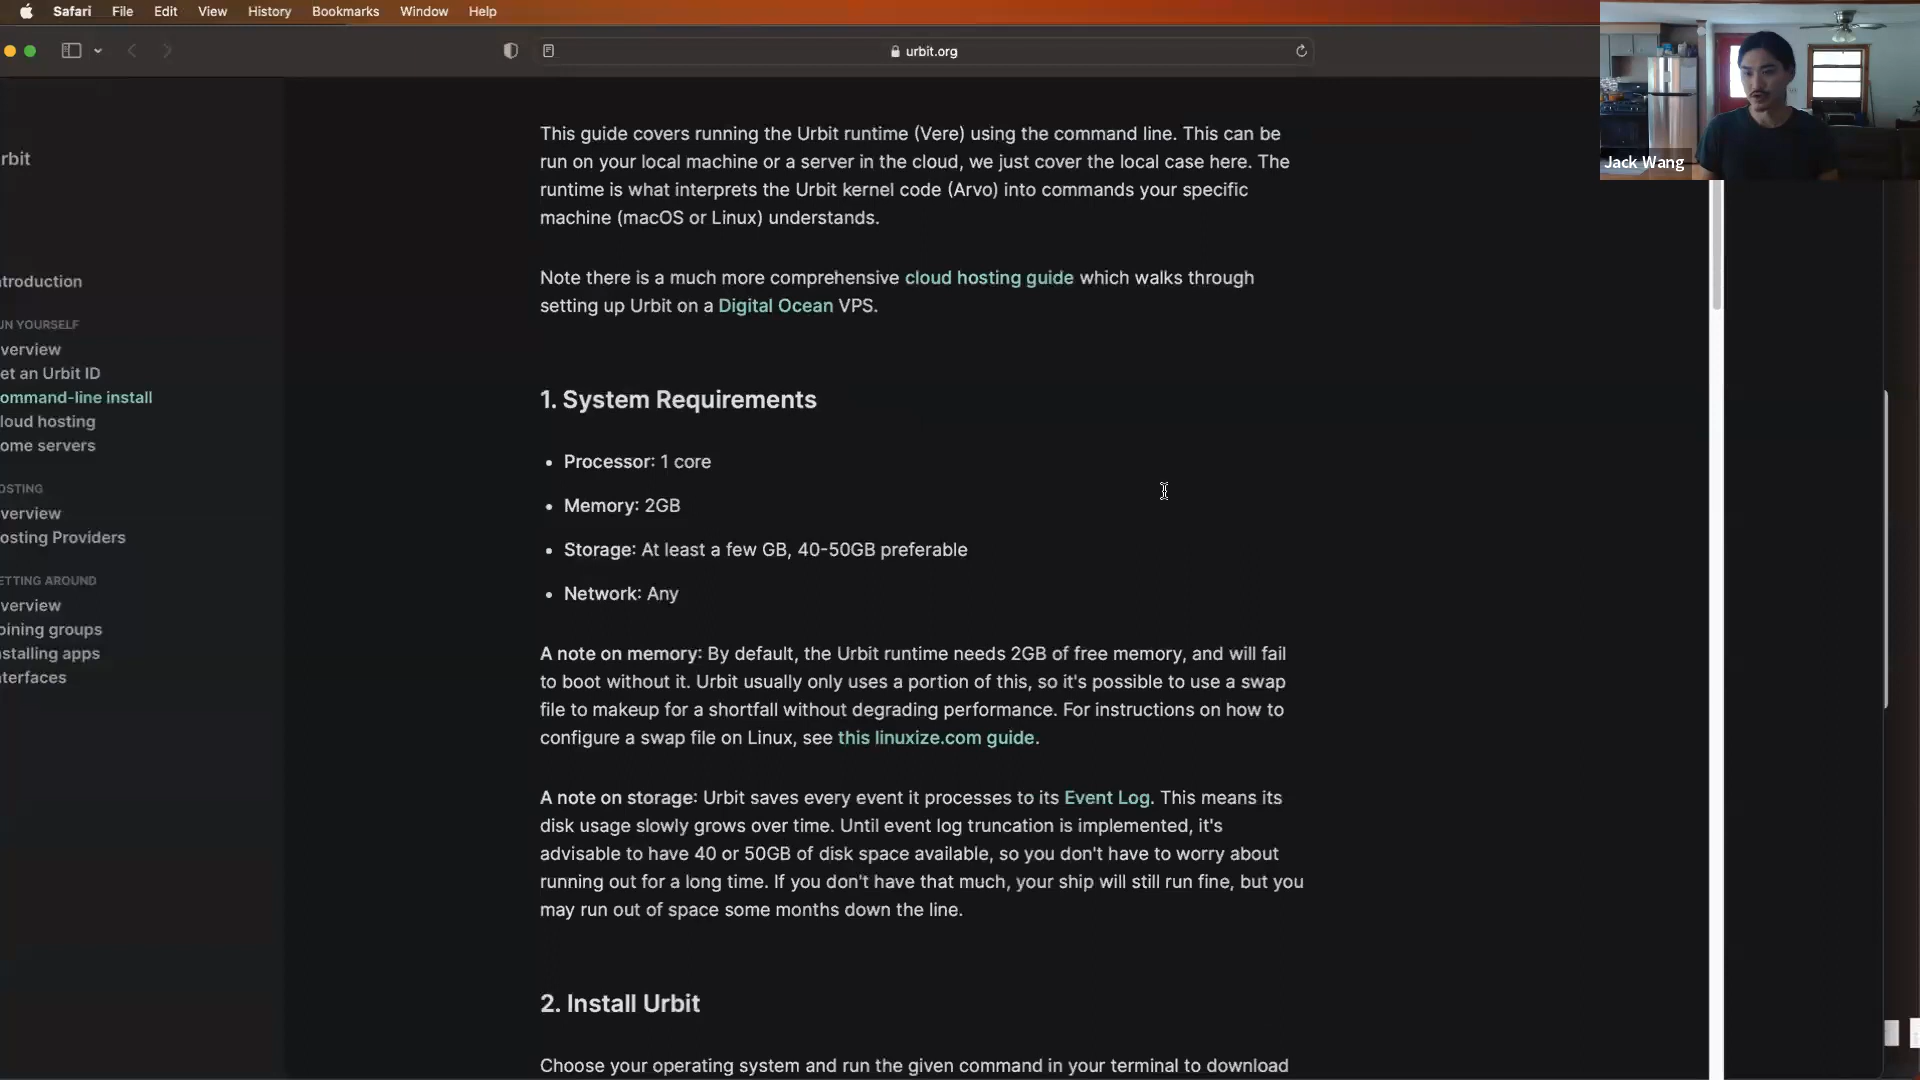 Safari File Edit View History Bookmarks Window Help
urbit.org
Jack Wang
rbit
ntroduction
UN YOURSELF
verview
et an Urbit ID
ommand-line install
loud hosting
ome servers
OSTING
verview
osting Providers
ETTING AROUND
verview
oining groups
nstalling apps
nterfaces
This guide covers running the Urbit runtime (Vere) using the command line. This can be
run on your local machine or a server in the cloud, we just cover the local case here. The
runtime is what interprets the Urbit kernel code (Arvo) into commands your specific
machine (macOS or Linux) understands.
Note there is a much more comprehensive cloud hosting guide which walks through
setting up Urbit on a Digital Ocean VPS.
1. System Requirements
• Processor: 1 core
• Memory: 2GB
• Storage: At least a few GB, 40-50GB preferable
• Network: Any
A note on memory: By default, the Urbit runtime needs 2GB of free memory, and will fail
to boot without it. Urbit usually only uses a portion of this, so it's possible to use a swap
file to makeup for a shortfall without degrading performance. For instructions on how to
configure a swap file on Linux, see this linuxize.com guide.
A note on storage: Urbit saves every event it processes to its Event Log. This means its
disk usage slowly grows over time. Until event log truncation is implemented, it's
advisable to have 40 or 50GB of disk space available, so you don't have to worry about
running out for a long time. If you don't have that much, your ship will still run fine, but you
may run out of space some months down the line.
2. Install Urbit
Choose your operating system and run the given command in your terminal to download